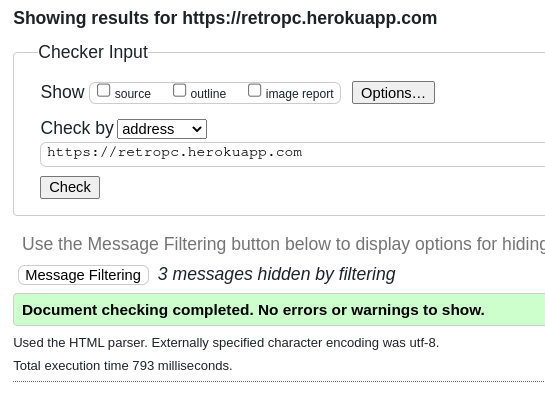 Showing results for https://retropc.herokuapp.com
Checker Input
Show source outline image report Options...
Check by address
https://retropc.herokuapp.com
Check
Use the Message Filtering button below to display options for hiding
Message Filtering 3 messages hidden by filtering
Document checking completed. No errors or warnings to show.
Used the HTML parser. Externally specified character encoding was utf-8.
Total execution time 793 milliseconds.